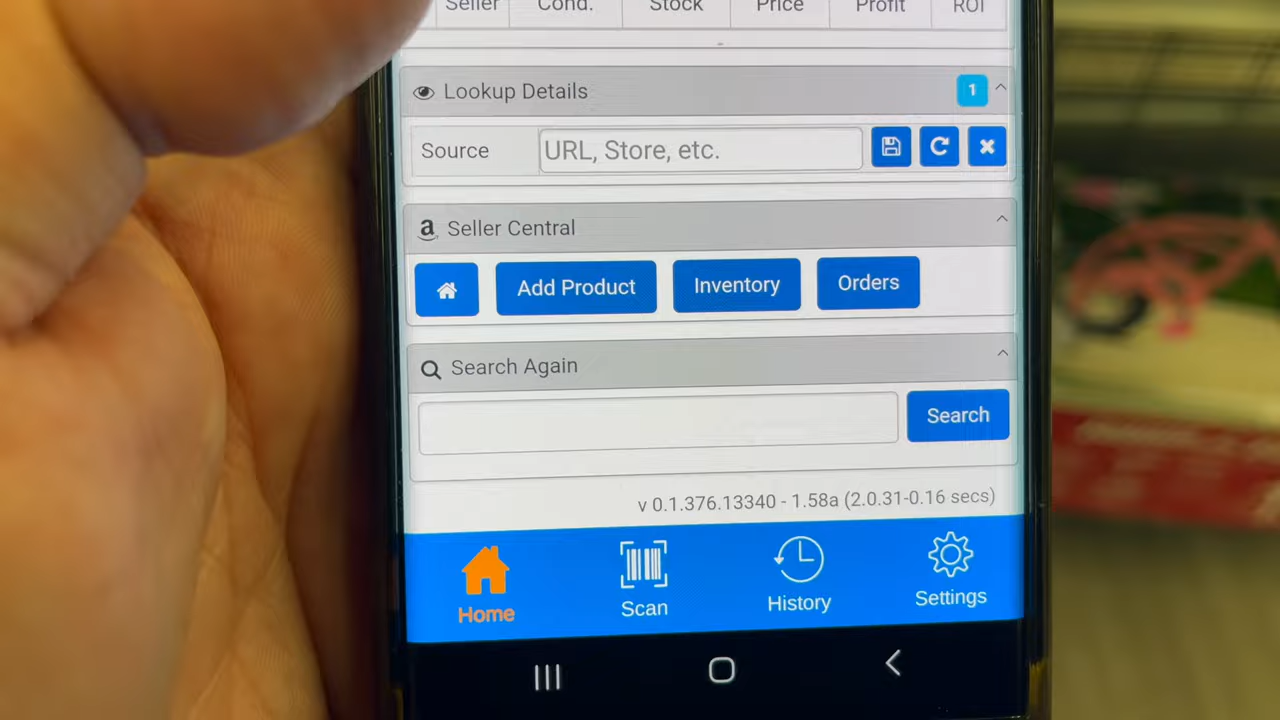 Seller Cond. Stock Price Profit ROI
Lookup Details 1
Source URL, Store, etc.
a Seller Central
Add Product Inventory Orders
Search Again
Search
v 0.1.376.13340 - 1.58a (2.0.31-0.16 secs)
Home Scan History Settings